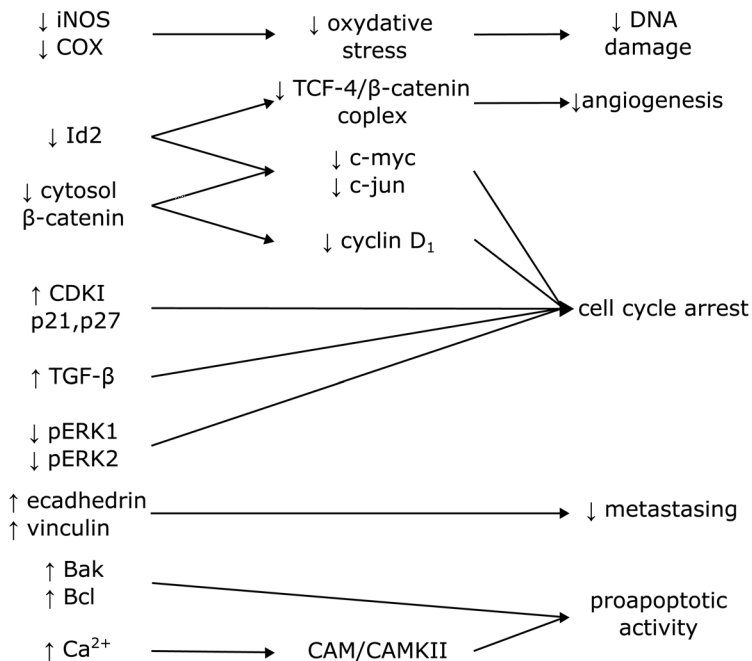 ↓ iNOS
↓ COX
↓ oxydative
stress
↓ DNA
damage
↓ Id2
↓ TCF-4/β-catenin
coplex
↓angiogenesis
↓ c-myc
↓ c-jun
↓ cytosol
β-catenin
↓ cyclin D₁
↑ CDKI
p21,p27
cell cycle arrest
↑ TGF-β
↓ pERK1
↓ pERK2
↑ ecadhedrin
↑ vinculin
↓ metastasing
↑ Bak
↑ Bcl
proapoptotic
activity
↑ Ca²⁺
CAM/CAMKII